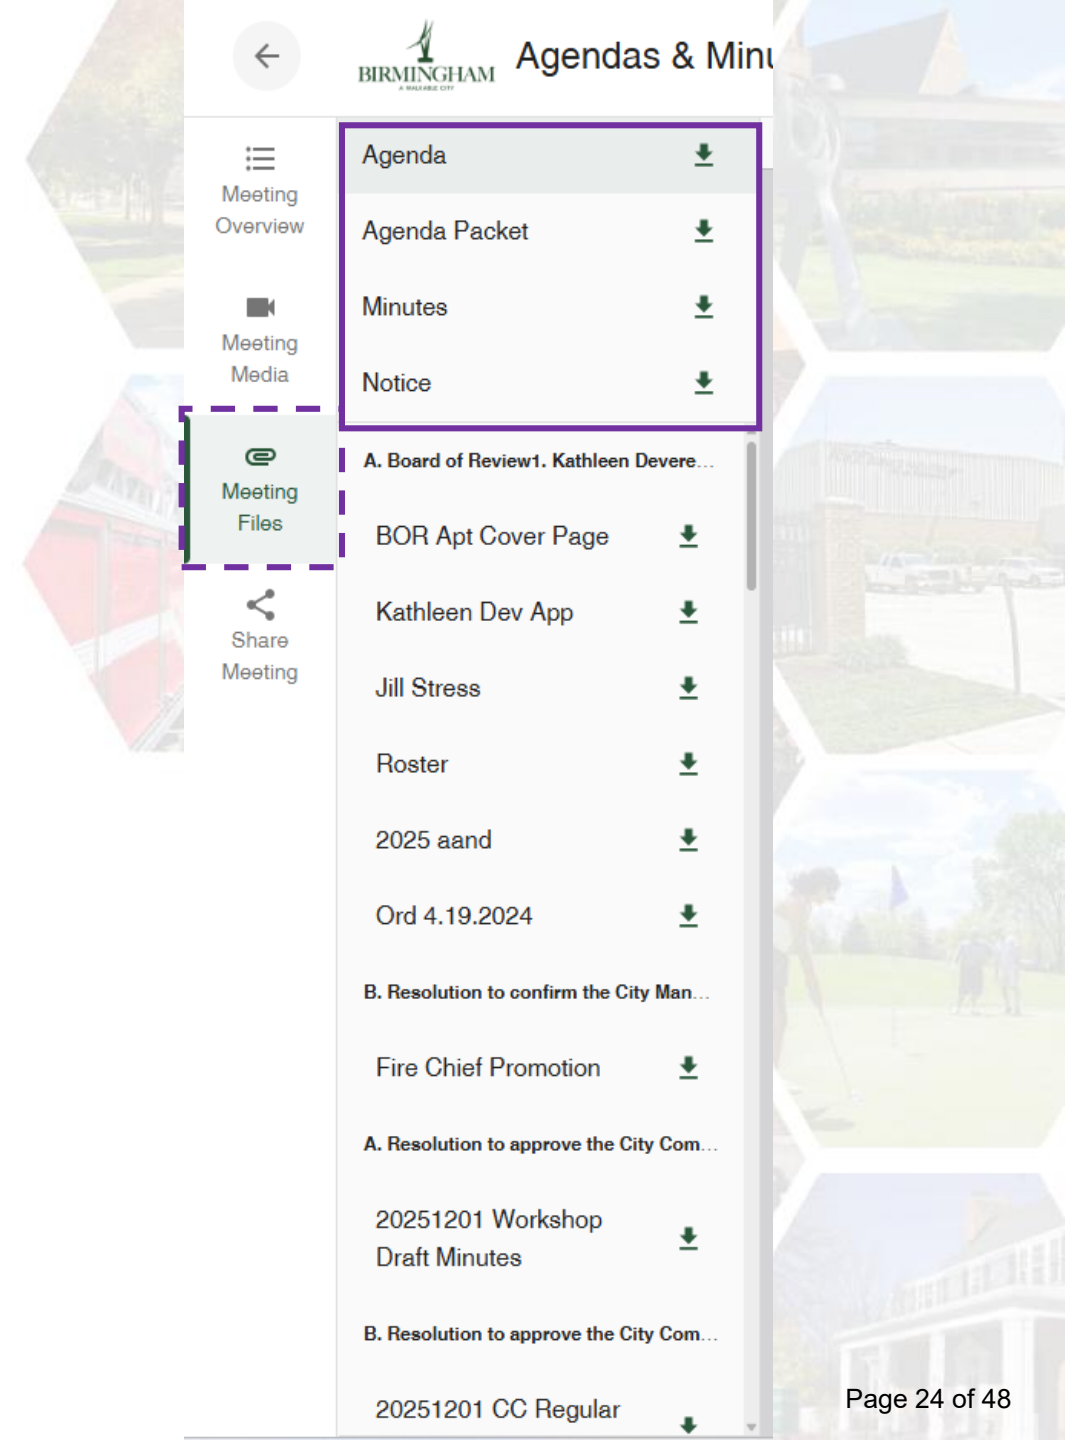 BIRMINGHAM
A WALKABLE CITY
Agendas & Minu
Meeting
Overview
Meeting
Media
Meeting
Files
Share
Meeting
Agenda
Agenda Packet
Minutes
Notice
A. Board of Review1. Kathleen Devere...
BOR Apt Cover Page
Kathleen Dev App
Jill Stress
Roster
2025 aand
Ord 4.19.2024
B. Resolution to confirm the City Man...
Fire Chief Promotion
A. Resolution to approve the City Com...
20251201 Workshop
Draft Minutes
B. Resolution to approve the City Com...
20251201 CC Regular
Page 24 of 48